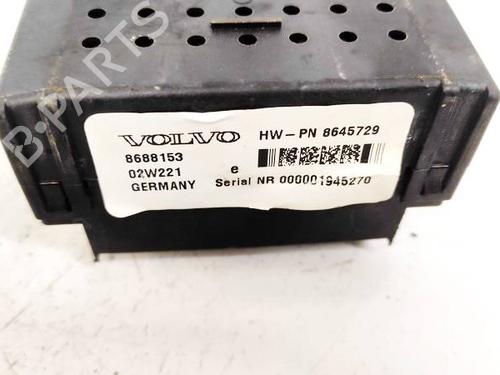 B-PARTS
VOLVO HW-PN 8645729
8688153
02W221 e
GERMANY Serial NR 000001945270